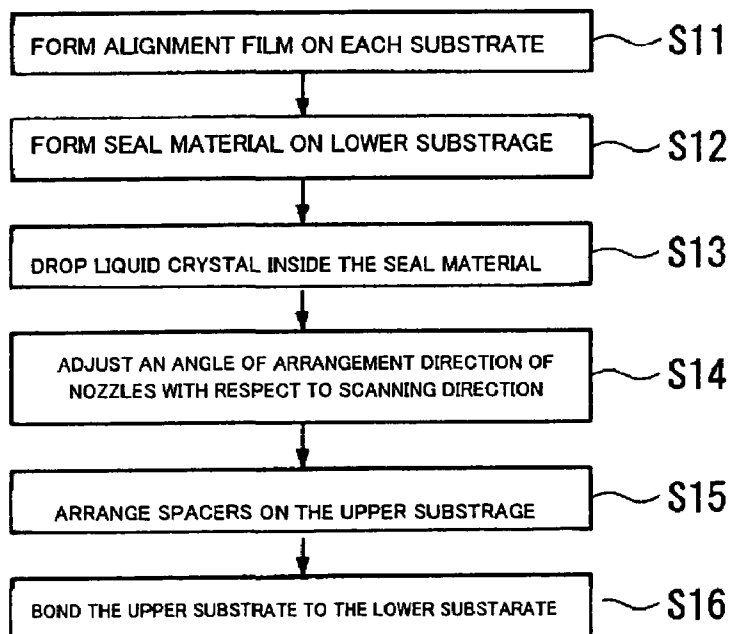 FORM ALIGNMENT FILM ON EACH SUBSTRATE
S11
FORM SEAL MATERIAL ON LOWER SUBSTRAGE
S12
DROP LIQUID CRYSTAL INSIDE THE SEAL MATERIAL
S13
ADJUST AN ANGLE OF ARRANGEMENT DIRECTION OF
NOZZLES WITH RESPECT TO SCANNING DIRECTION
S14
ARRANGE SPACERS ON THE UPPER SUBSTRAGE
S15
BOND THE UPPER SUBSTRATE TO THE LOWER SUBSTARATE
S16